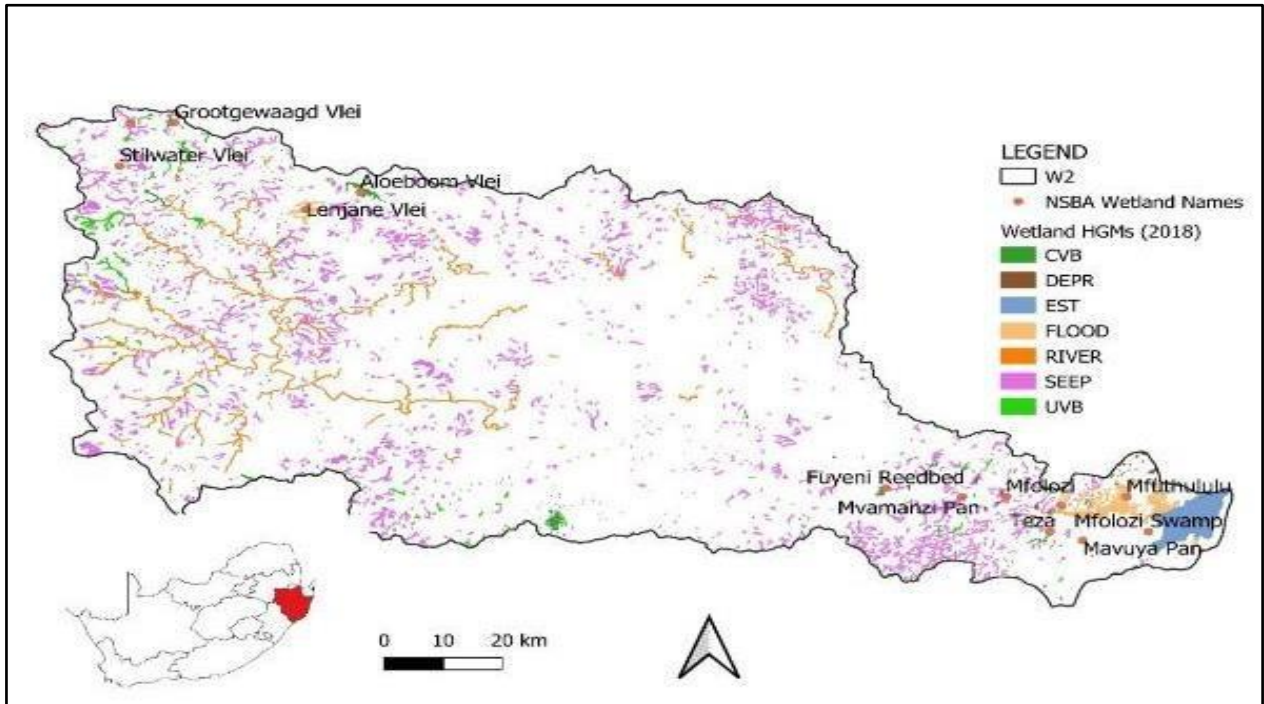 Grootgewaagd Vlei
Stilwater Vlei
Aloeboom Vlei
Lenjane Vlei
LEGEND
W2
NSBA Wetland Names
Wetland HGMs (2018)
CVB
DEPR
EST
FLOOD
RIVER
SEEP
UVB
Fuyeni Reedbed
Mfolozi
Mfuthululu
Mvamanzi Pan
Teza
Mfolozi Swamp
Mavuya Pan
0 10 20 km